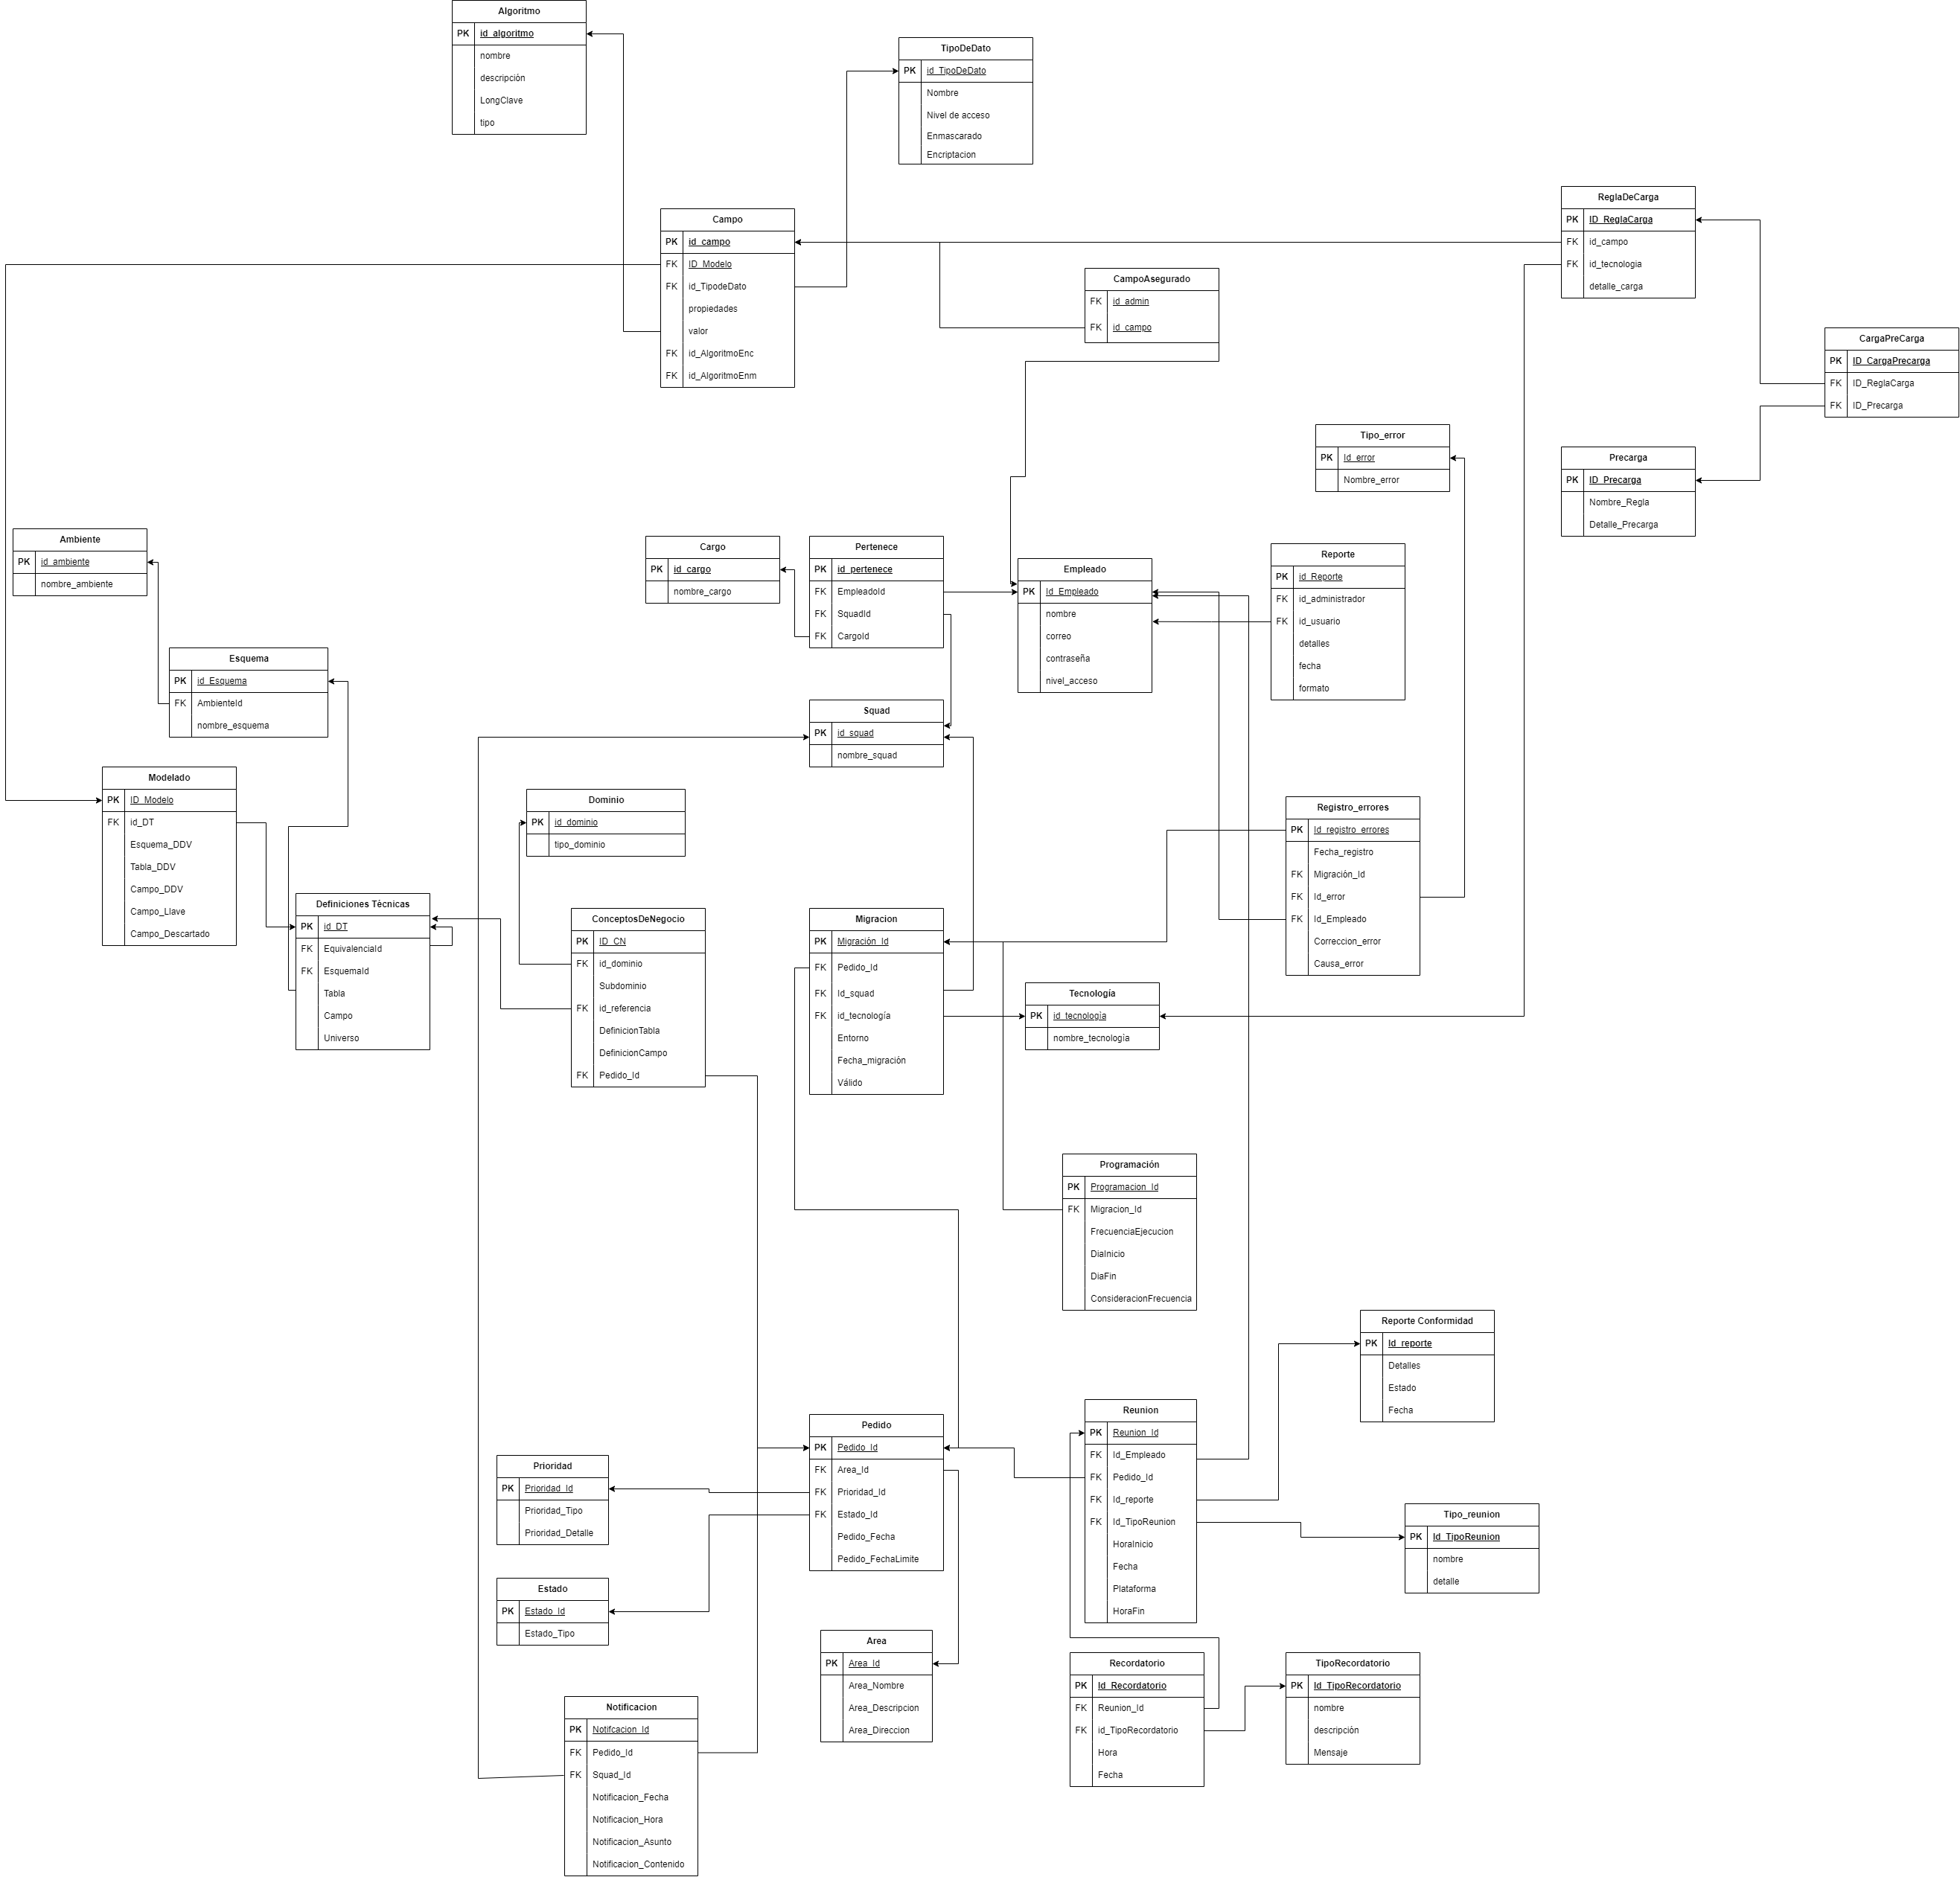 Algoritmo
PK id_algoritmo
nombre
descripción
LongClave
tipo
TipoDeDato
PK id_TipoDeDato
Nombre
Nivel de acceso
Enmascarado
Encriptacion
Campo
PK id_campo
FK ID_Modelo
FK id_TipodeDato
propiedades
valor
FK id_AlgoritmoEnc
FK id_AlgoritmoEnm
ReglaDeCarga
PK ID_ReglaCarga
FK id_campo
FK id_tecnologia
detalle_carga
CampoAsegurado
FK id_admin
FK id_campo
CargaPreCarga
PK ID_CargaPrecarga
FK ID_ReglaCarga
FK ID_Precarga
Tipo_error
PK Id_error
Nombre_error
Precarga
PK ID_Precarga
Nombre_Regla
Detalle_Precarga
Ambiente
PK id_ambiente
nombre_ambiente
Cargo
PK id_cargo
nombre_cargo
Pertenece
PK id_pertenece
FK EmpleadoId
FK SquadId
FK CargoId
Empleado
PK Id_Empleado
nombre
correo
contraseña
nivel_acceso
Reporte
PK id_Reporte
FK id_administrador
FK id_usuario
detalles
fecha
formato
Esquema
PK id_Esquema
FK AmbienteId
nombre_esquema
Squad
PK id_squad
nombre_squad
Modelado
PK ID_Modelo
FK id_DT
Esquema_DDV
Tabla_DDV
Campo_DDV
Campo_Llave
Campo_Descartado
Dominio
PK id_dominio
tipo_dominio
Registro_errores
PK Id_registro_errores
Fecha_registro
FK Migración_Id
FK Id_error
FK Id_Empleado
Correccion_error
Causa_error
Definiciones Técnicas
PK id_DT
FK EquivalenciaId
FK EsquemaId
Tabla
Campo
Universo
ConceptosDeNegocio
PK ID_CN
FK id_dominio
Subdominio
FK id_referencia
DefinicionTabla
DefinicionCampo
FK Pedido_Id
Migracion
PK Migración_Id
FK Pedido_Id
FK Id_squad
FK id_tecnología
Entorno
Fecha_migración
Válido
Tecnología
PK id_tecnología
nombre_tecnología
Programación
PK Programacion_Id
FK Migracion_Id
FrecuenciaEjecucion
DiaInicio
DiaFin
ConsideracionFrecuencia
Reporte Conformidad
PK Id_reporte
Detalles
Estado
Fecha
Pedido
PK Pedido_Id
FK Area_Id
FK Prioridad_Id
FK Estado_Id
Pedido_Fecha
Pedido_FechaLimite
Reunion
PK Reunion_Id
FK Id_Empleado
FK Pedido_Id
FK Id_reporte
FK Id_TipoReunion
HoraInicio
Fecha
Plataforma
HoraFin
Prioridad
PK Prioridad_Id
Prioridad_Tipo
Prioridad_Detalle
Tipo_reunion
PK Id_TipoReunion
nombre
detalle
Estado
PK Estado_Id
Estado_Tipo
Area
PK Area_Id
Area_Nombre
Area_Descripcion
Area_Direccion
Recordatorio
PK Id_Recordatorio
FK Reunion_Id
FK id_TipoRecordatorio
Hora
Fecha
TipoRecordatorio
PK Id_TipoRecordatorio
nombre
descripción
Mensaje
Notificacion
PK Notifcacion_Id
FK Pedido_Id
FK Squad_Id
Notificacion_Fecha
Notificacion_Hora
Notificacion_Asunto
Notificacion_Contenido